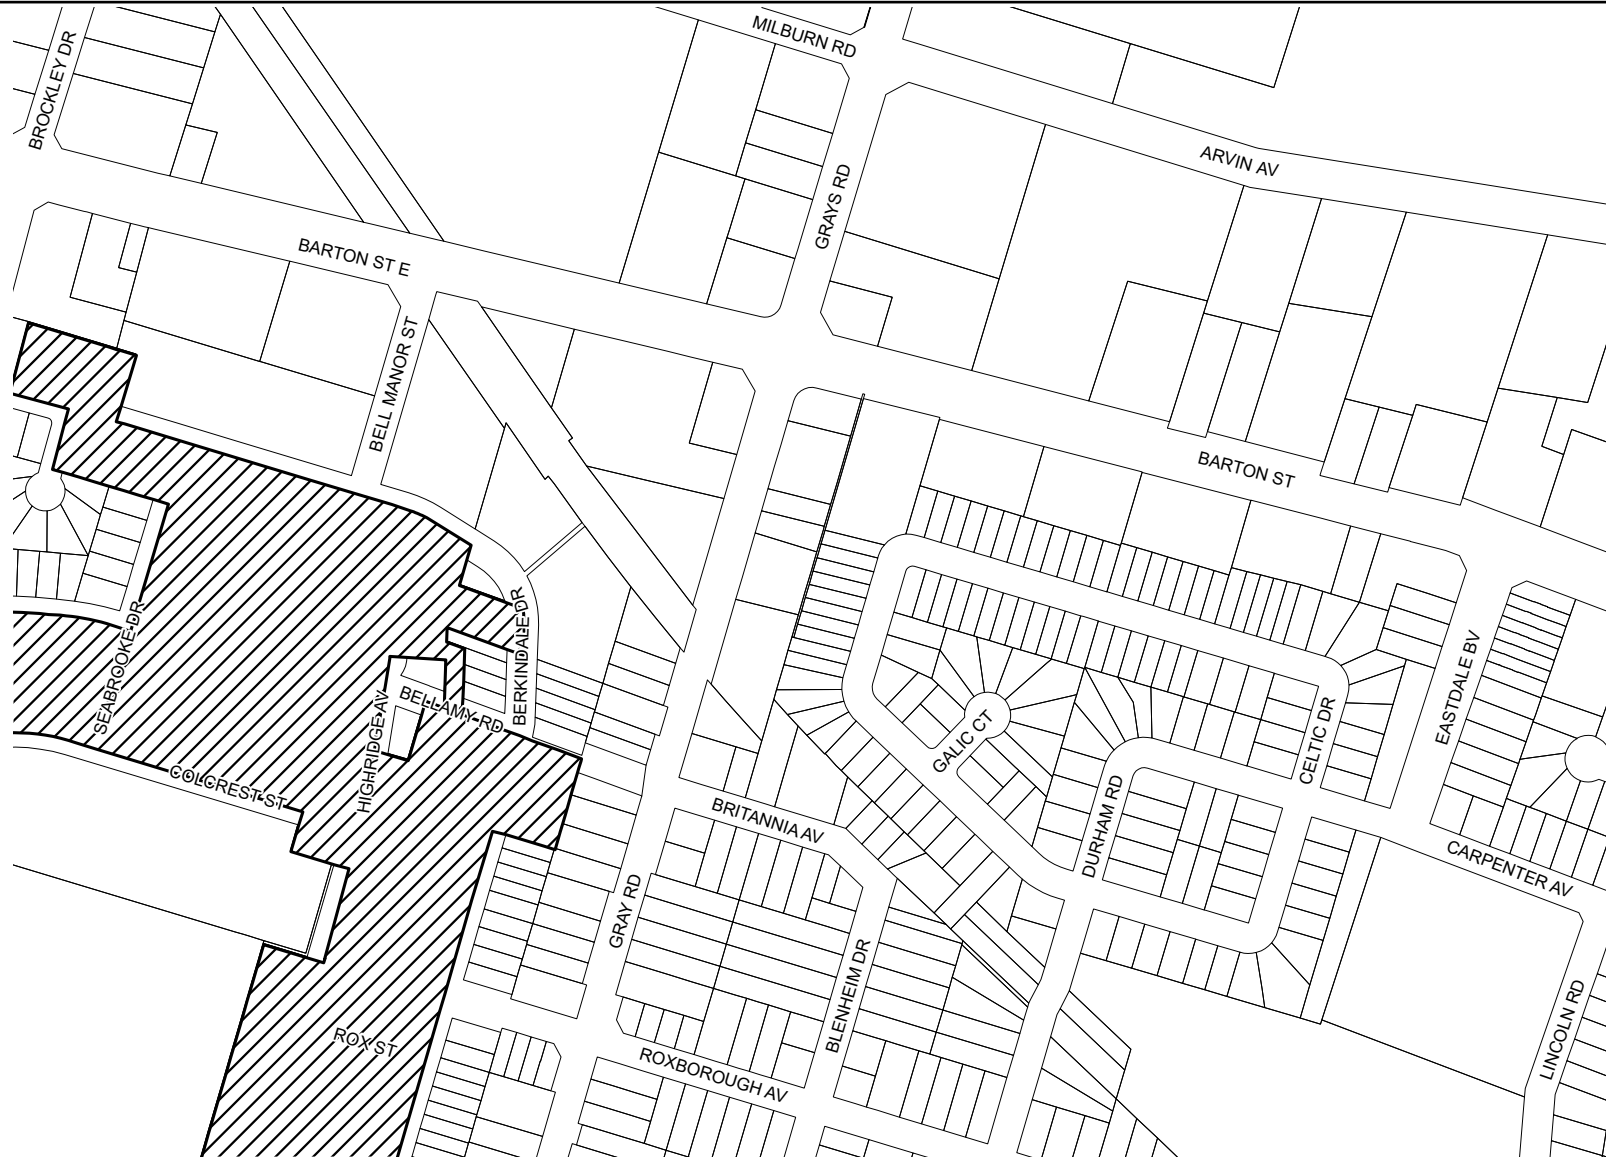 MILBURN RD
BROCKLEY DR
ARVIN AV
GRAYS RD
BARTON ST E
BELL MANOR ST
BARTON ST
SEABROOKE DR
BERKINDALE DR
EASTDALE BV
BELLAMY RD
HIGHRIDGE AV
GALIC CT
CELTIC DR
COLCREST ST
BRITANNIA AV
DURHAM RD
CARPENTER AV
GRAY RD
BLENHEIM DR
LINCOLN RD
ROX ST
ROXBOROUGH AV